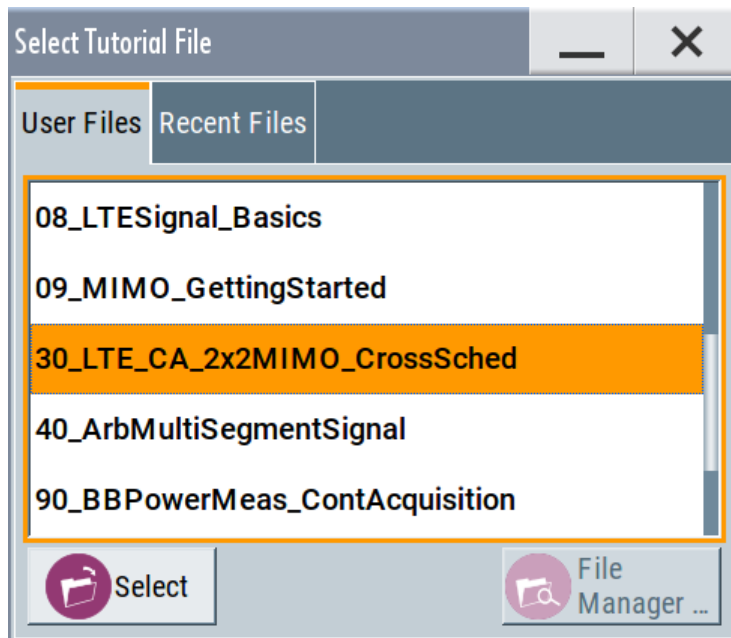 Select Tutorial File
User Files Recent Files
08_LTESignal_Basics
09_MIMO_GettingStarted
30_LTE_CA_2x2MIMO_CrossSched
40_ArbMultiSegmentSignal
90_BBPowerMeas_ContAcquisition
Select
File
Manager ...